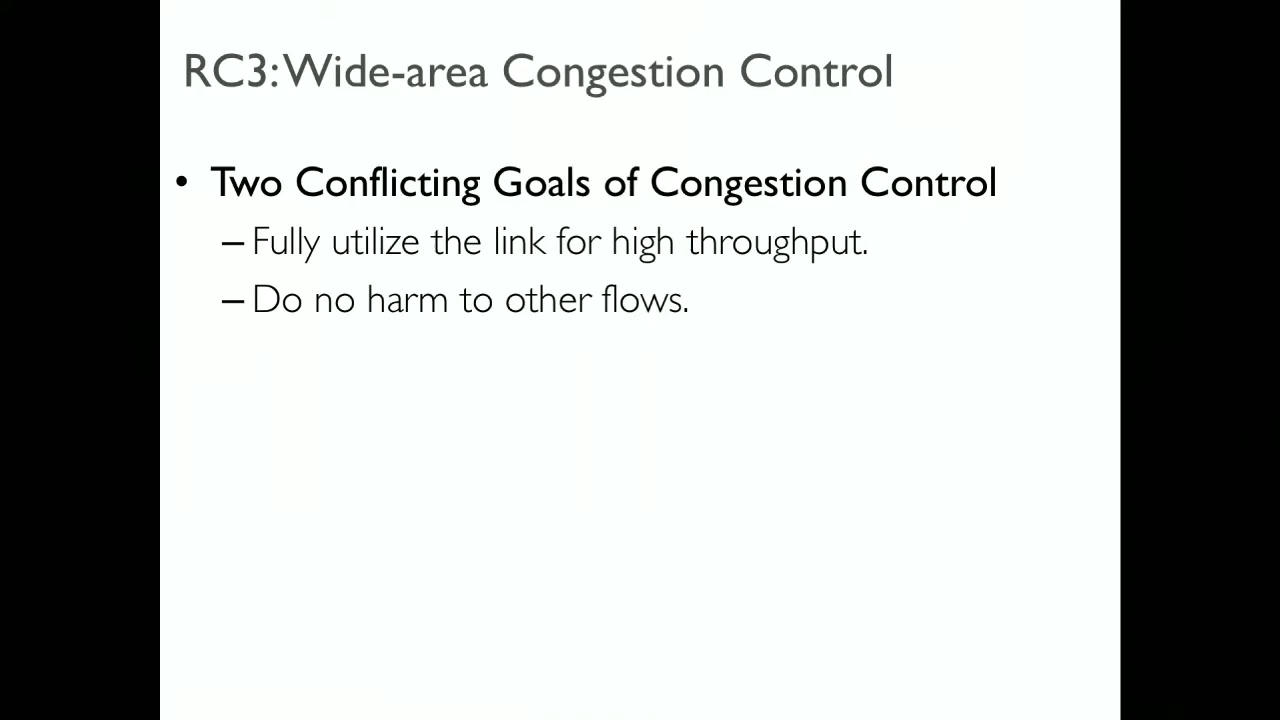 RC3: Wide-area Congestion Control
• Two Conflicting Goals of Congestion Control
– Fully utilize the link for high throughput.
– Do no harm to other flows.